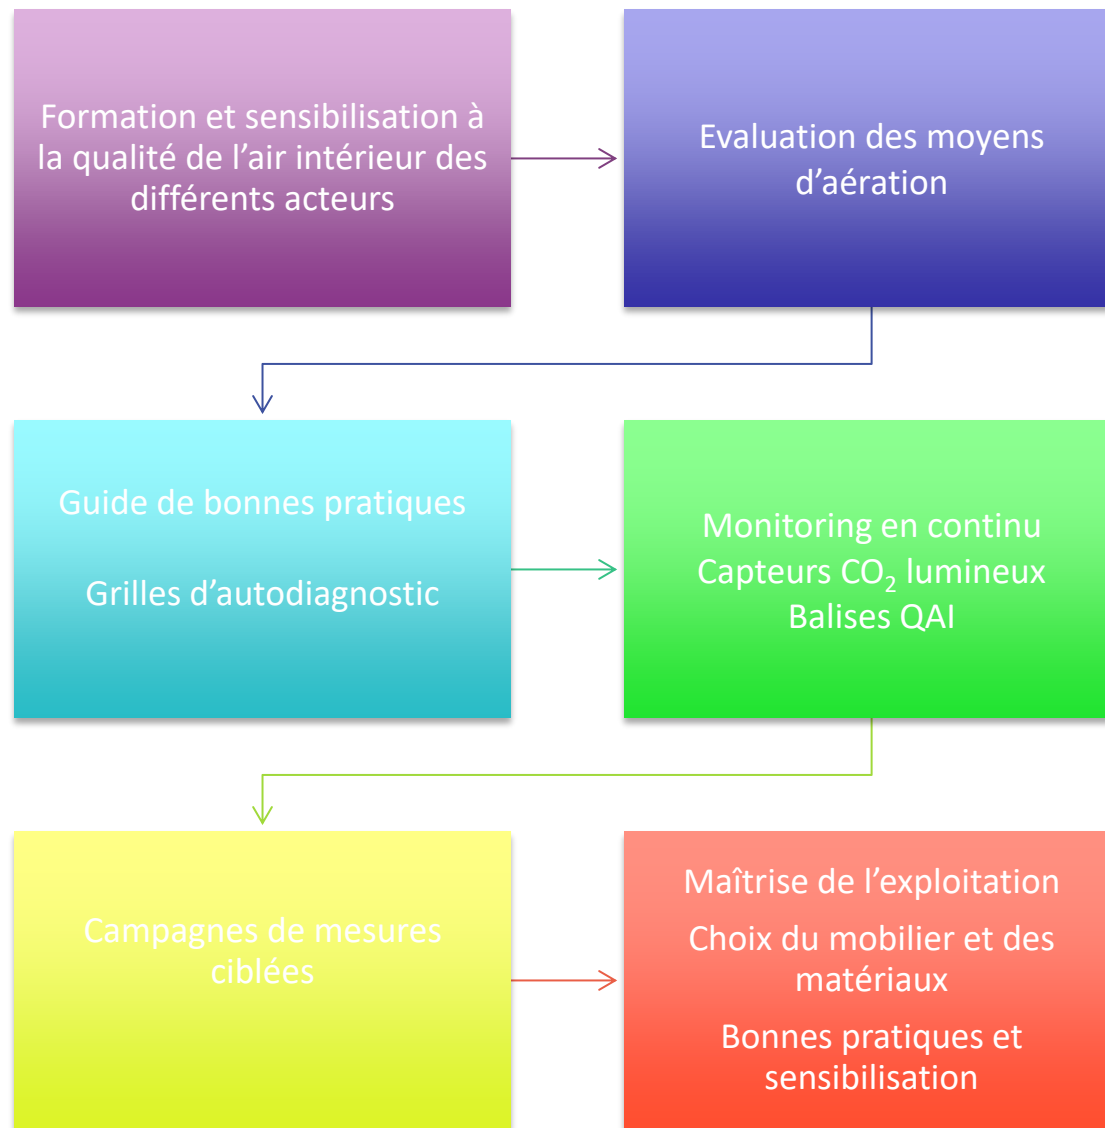 Formation et sensibilisation à
la qualité de l’air intérieur des
différents acteurs
Evaluation des moyens
d’aération
Guide de bonnes pratiques
Grilles d’autodiagnostic
Monitoring en continu
Capteurs CO₂ lumineux
Balises QAI
Campagnes de mesures
ciblées
Maîtrise de l’exploitation
Choix du mobilier et des
matériaux
Bonnes pratiques et
sensibilisation